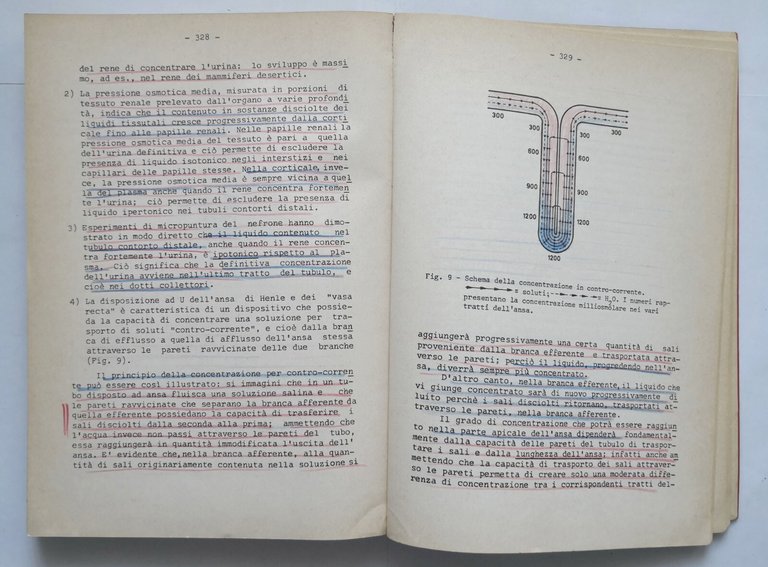 - 328 -
del rene di concentrare l'urina: lo sviluppo è massi
mo, ad es., nel rene dei mammiferi desertici.
2) La pressione osmotica media, misurata in porzioni di
tessuto renale prelevato dall'organo a varie profondi
tà, indica che il contenuto in sostanze disciolte dei
liquidi tissutali cresce progressivamente dalla corti
cale fino alle papille renali. Nelle papille renali la
pressione osmotica media del tessuto è pari a quella
dell'urina definitiva e ciò permette di escludere la
presenza di liquido isotonico negli interstizi e nei
capillari delle papille stesse. Nella corticale, inve-
ce, la pressione osmotica media è sempre vicina a quel
la del plasma anche quando il rene concentra fortemen
te l'urina; ciò permette di escludere la presenza di
liquido ipertonico nei tubuli contorti distali.
3) Esperimenti di micropuntura del nefrone hanno dimo-
strato in modo diretto che il liquido contenuto nel
tubulo contorto distale, anche quando il rene concen-
tra fortemente l'urina, è ipotonico rispetto al pla-
sma. Ciò significa che la definitiva concentrazione
dell'urina avviene nell'ultimo tratto del tubulo, e
cioè nei dotti collettori.
4) La disposizione ad U dell'ansa di Henle e dei "vasa
recta" è caratteristica di un dispositivo che possie-
da la capacità di concentrare una soluzione per tra-
sporto di soluti "contro-corrente", e cioè dalla bran
ca di efflusso a quella di afflusso dell'ansa stessa
attraverso le pareti ravvicinate delle due branche
(Fig. 9).
Il principio della concentrazione per contro-corren
te può essere così illustrato: si immagini che in un tu-
bo disposto ad ansa fluisca una soluzione salina e che
le pareti ravvicinate che separano la branca afferente da
quella efferente possiedano la capacità di trasferire i
sali disciolti dalla seconda alla prima; ammettendo che
l'acqua invece non passi attraverso le pareti del tubo,
essa raggiungerà in quantità immodificata l'uscita dell'
ansa. E' evidente che, nella branca afferente, alla quan-
tità di sali originariamente contenuta nella soluzione si
- 329 -
300 300 300 300
600 600
900 900
1200 1200
1200
Fig. 9 - Schema della concentrazione in contro-corrente.
= soluti; = H2O. I numeri rap-
presentano la concentrazione milliosmolare nei vari
tratti dell'ansa.
aggiungerà progressivamente una certa quantità di sali
proveniente dalla branca efferente e trasportata attra-
verso le pareti; perciò il liquido, progredendo nell'an-
sa, diverrà sempre più concentrato.
D'altro canto, nella branca efferente, il liquido che
vi giunge concentrato sarà di nuovo progressivamente di
luito perchè i sali disciolti ritornano, trasportati at-
traverso le pareti, nella branca afferente.
Il grado di concentrazione che potrà essere raggiun
to nella parte apicale dell'ansa dipenderà fondamental-
mente dalla capacità delle pareti del tubulo di traspor-
tare i sali e dalla lunghezza dell'ansa; infatti anche am
mettendo che la capacità di trasporto dei sali attraver-
so le pareti permetta di creare solo una moderata diffe-
renza di concentrazione tra i corrispondenti tratti del-